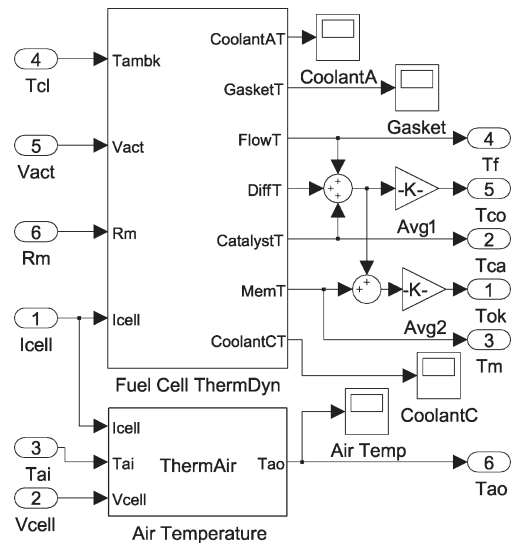 4
Tcl
5
Vact
6
Rm
1
Icell
3
Tai
2
Vcell
Tambk
Vact
Rm
Icell
CoolantAT
GasketT
FlowT
DiffT
CatalystT
MemT
CoolantCT
Fuel Cell ThermDyn
Icell
Tai
Vcell
ThermAir
Tao
Air Temperature
CoolantA
Gasket
+
+
+
-K-
Avg1
+
+
-K-
Avg2
CoolantC
Air Temp
4
Tf
5
Tco
2
Tca
1
Tok
3
Tm
6
Tao